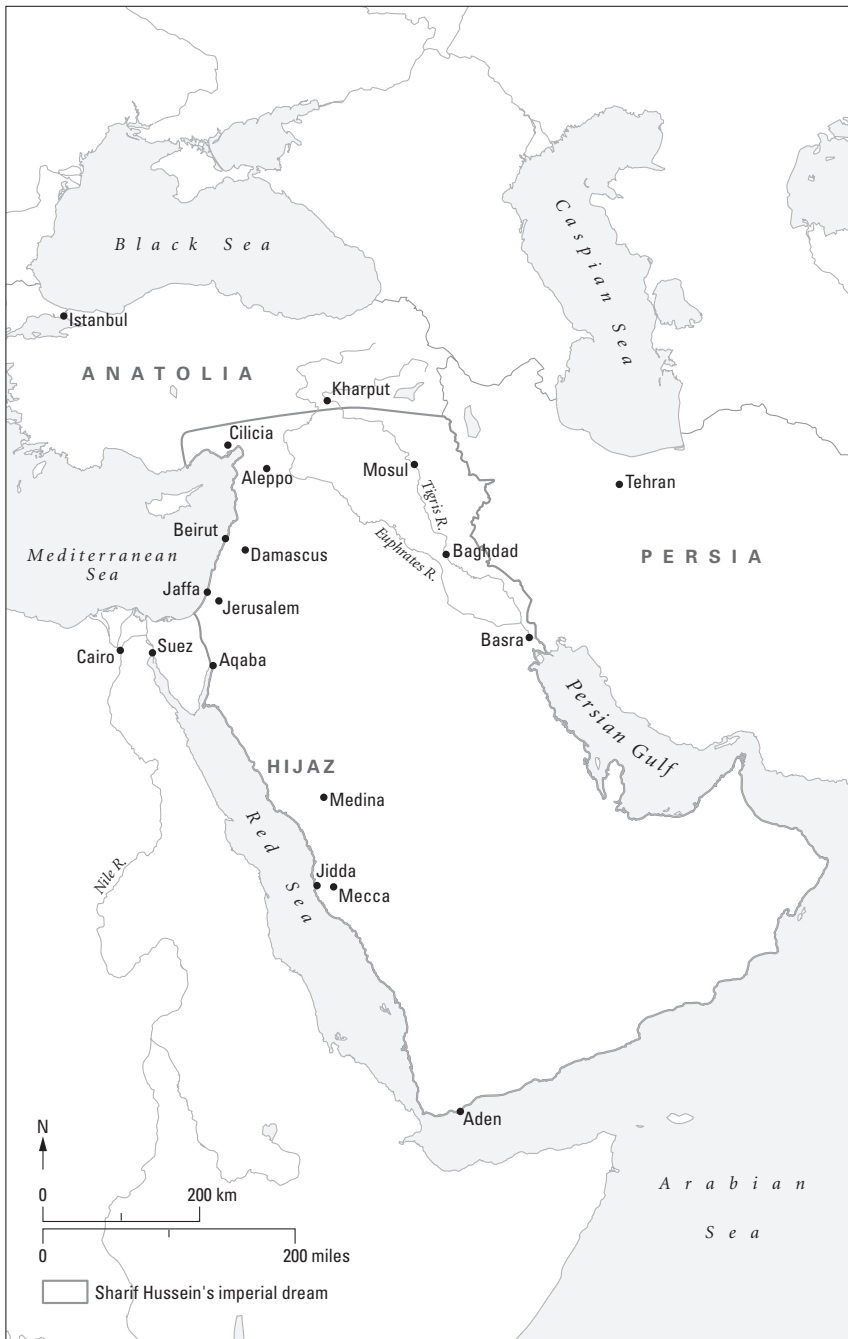 Black Sea
Caspian Sea
Istanbul
ANATOLIA
Kharput
Cilicia
Aleppo
Mosul
Tigris R.
Tehran
Beirut
Damascus
Euphrates R.
Baghdad
PERSIA
Mediterranean
Sea
Jaffa
Jerusalem
Basra
Cairo
Suez
Aqaba
Persian Gulf
HIJAZ
Medina
Red Sea
Nile R.
Jidda
Mecca
Aden
N
Arabian
Sea
0 200 km
0 200 miles
Sharif Hussein's imperial dream